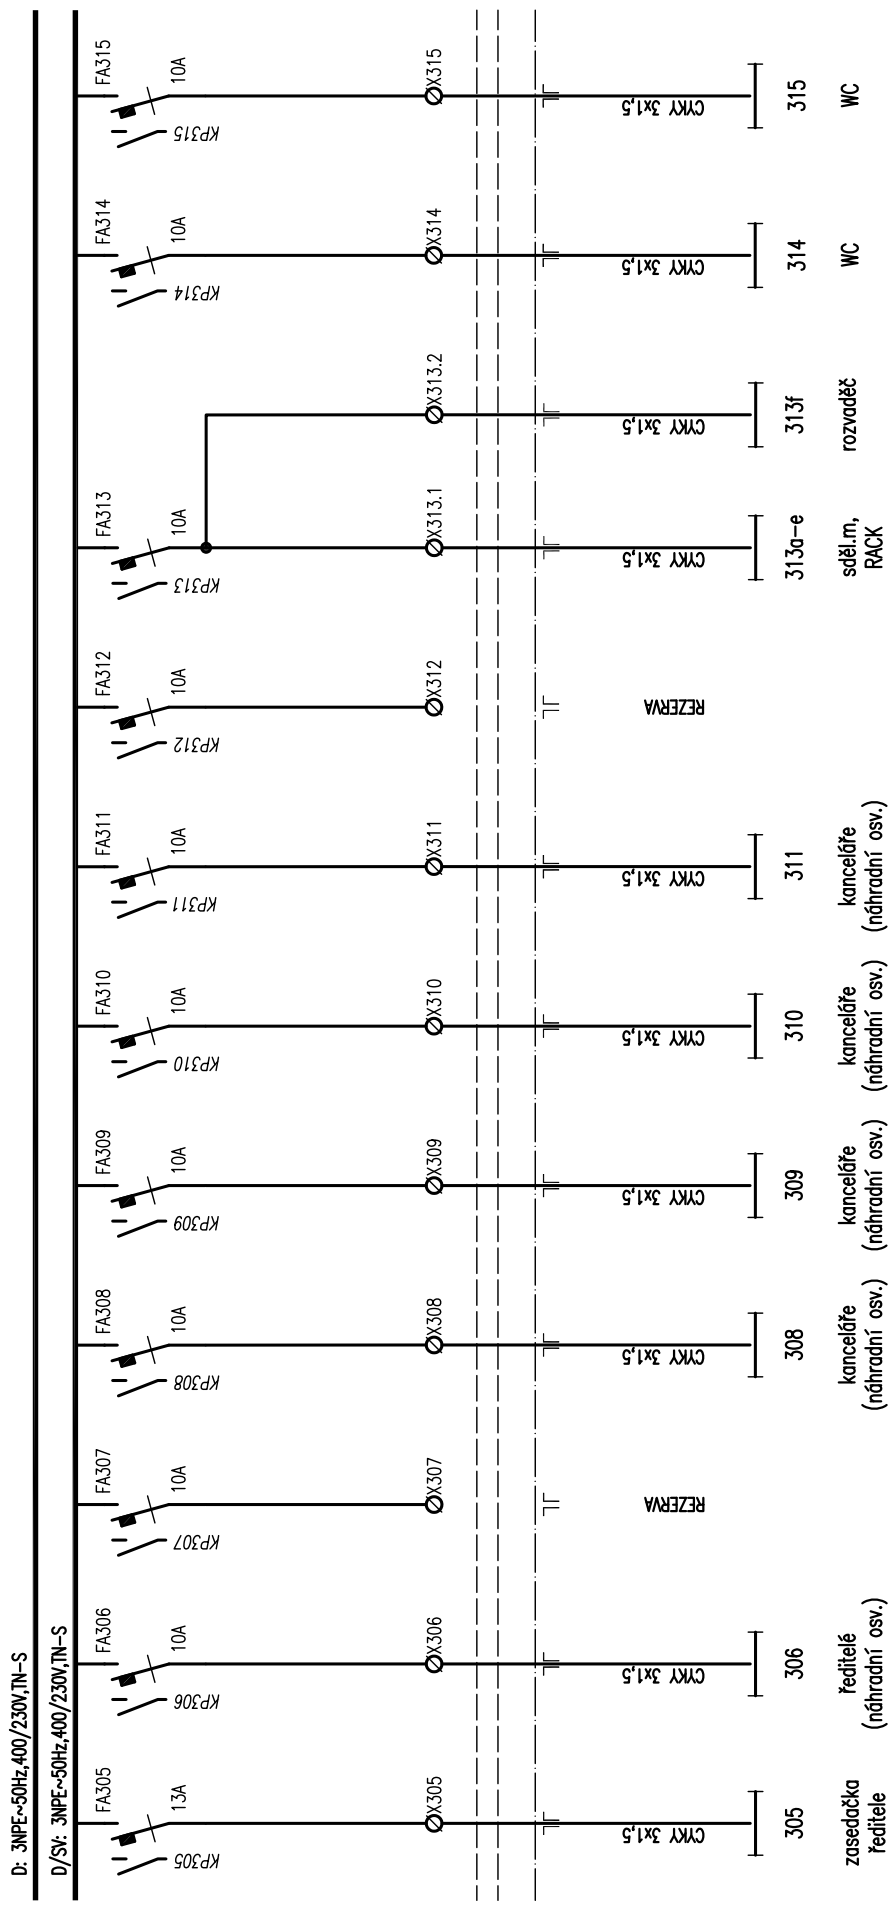 D: 3NPE~50Hz,400/230V,TN-S
D/SV: 3NPE~50Hz,400/230V,TN-S
FA305
13A
KP305
X305
CYKY 3x1,5
305
zasedačka
ředitele
FA306
10A
KP306
X306
CYKY 3x1,5
306
ředitelé
(náhradní osv.)
FA307
10A
KP307
X307
REZERVA
FA308
10A
KP308
X308
CYKY 3x1,5
308
kanceláře
(náhradní osv.)
FA309
10A
KP309
X309
CYKY 3x1,5
309
kanceláře
(náhradní osv.)
FA310
10A
KP310
X310
CYKY 3x1,5
310
kanceláře
(náhradní osv.)
FA311
10A
KP311
X311
CYKY 3x1,5
311
kanceláře
(náhradní osv.)
FA312
10A
KP312
X312
REZERVA
FA313
10A
KP313
X313.1
CYKY 3x1,5
313a-e
sděl.m,
RACK
X313.2
CYKY 3x1,5
313f
rozvaděč
FA314
10A
KP314
X314
CYKY 3x1,5
314
WC
FA315
10A
KP315
X315
CYKY 3x1,5
315
WC